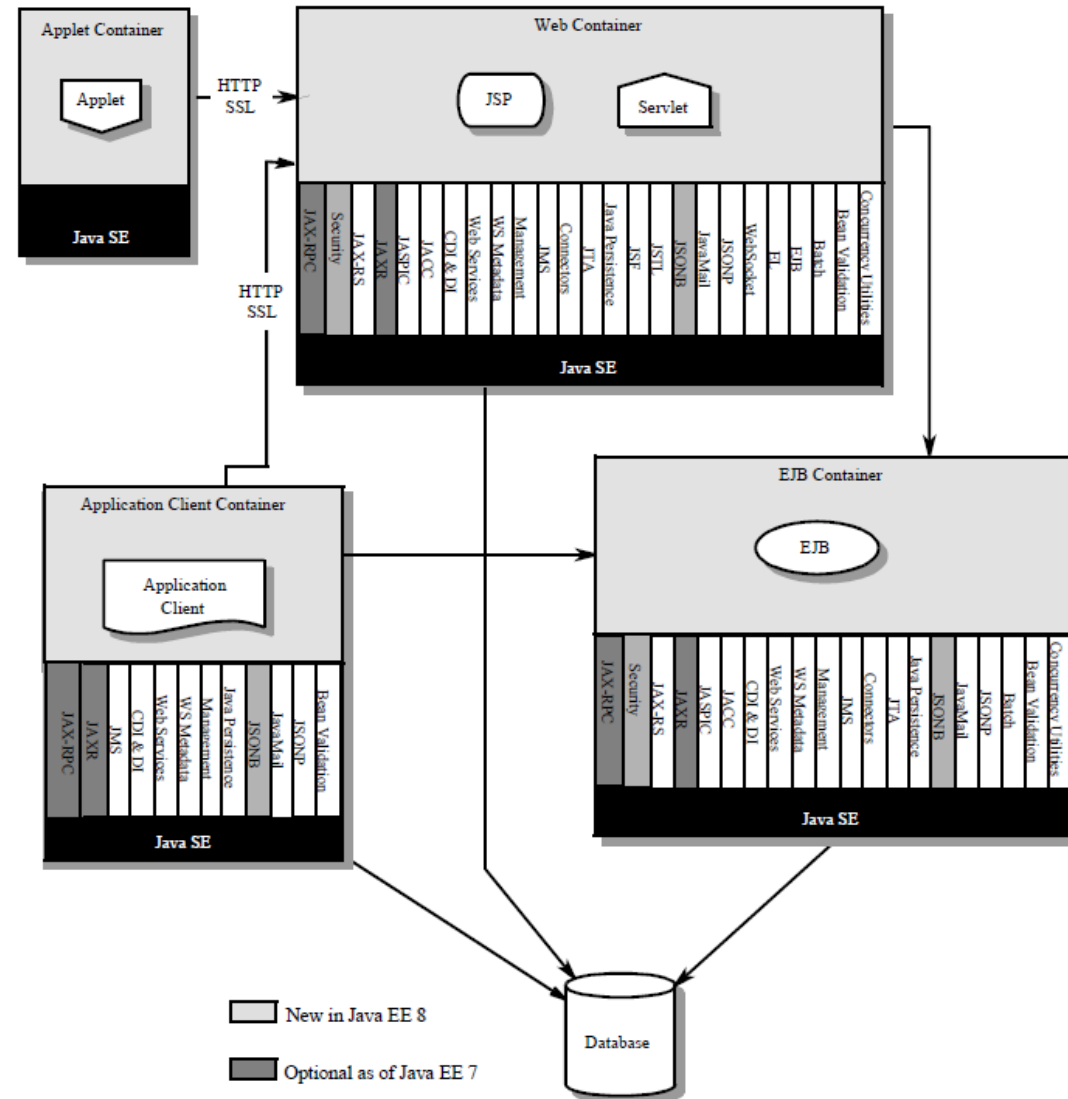 Applet Container
Applet
Java SE
HTTP
SSL
Web Container
JSP
Servlet
JAX-RPC
Security
JAX-RS
JAXR
JASPIC
JACC
CDI & DI
Web Services
WS Metadata
Management
JMS
Connectors
JTA
Java Persistence
JSF
JSTL
JSONB
JavaMail
JSONP
WebSocket
EL
EJB
Batch
Bean Validation
Concurrency Utilities
Java SE
HTTP
SSL
Application Client Container
Application
Client
JAX-RPC
JAXR
JMS
CDI & DI
Web Services
WS Metadata
Management
Java Persistence
JSONB
JavaMail
JSONP
Bean Validation
Java SE
EJB Container
EJB
JAX-RPC
Security
JAX-RS
JAXR
JASPIC
JACC
CDI & DI
Web Services
WS Metadata
Management
JMS
Connectors
JTA
Java Persistence
JSONB
JavaMail
JSONP
Batch
Bean Validation
Concurrency Utilities
Java SE
Database
New in Java EE 8
Optional as of Java EE 7